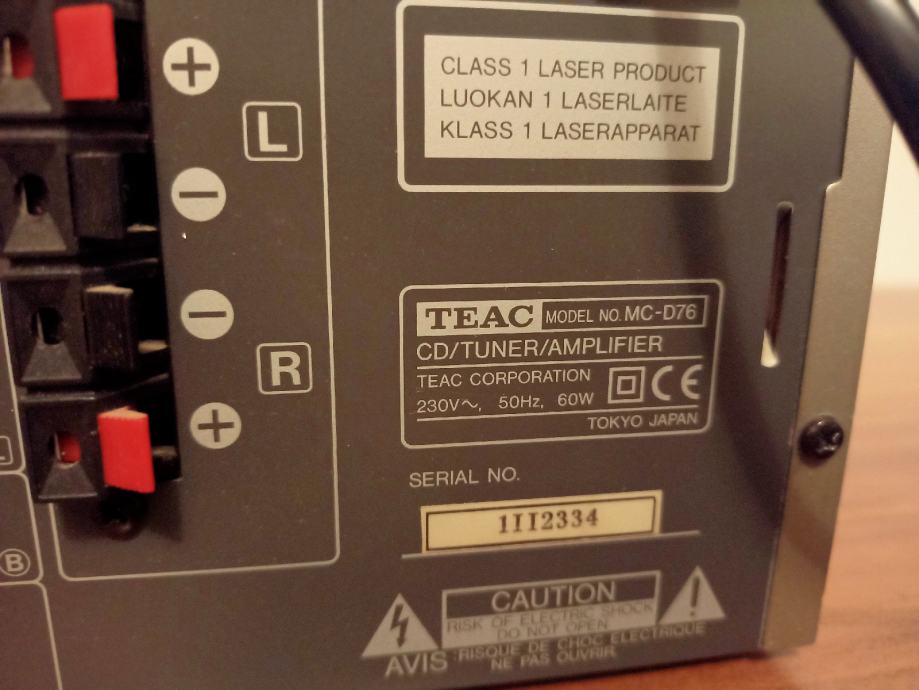 +
L
−
−
R
+
B
CLASS 1 LASER PRODUCT
LUOKAN 1 LASERLAITE
KLASS 1 LASERAPPARAT
TEAC MODEL NO. MC-D76
CD/TUNER/AMPLIFIER
TEAC CORPORATION
230V~, 50Hz, 60W CE
TOKYO JAPAN
SERIAL NO.
1II2334
CAUTION
RISK OF ELECTRIC SHOCK
DO NOT OPEN
AVIS RISQUE DE CHOC ELECTRIQUE
NE PAS OUVRIR